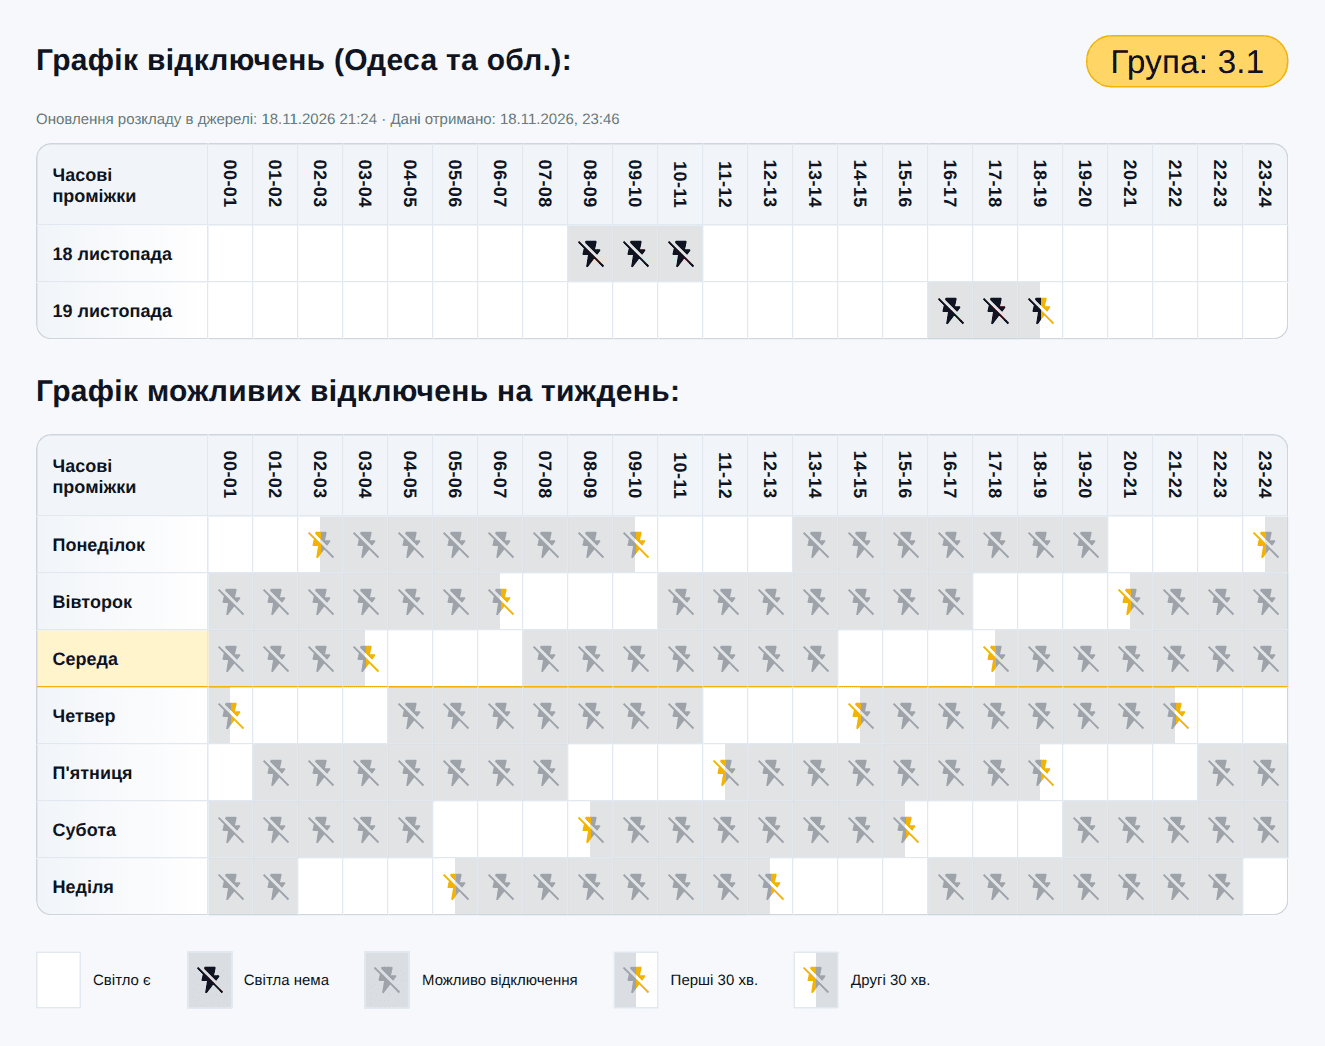 Графік відключень (Одеса та обл.):
Група: 3.1
Оновлення розкладу в джерелі: 18.11.2026 21:24 · Дані отримано: 18.11.2026, 23:46
Часові проміжки 00-01 01-02 02-03 03-04 04-05 05-06 06-07 07-08 08-09 09-10 10-11 11-12 12-13 13-14 14-15 15-16 16-17 17-18 18-19 19-20 20-21 21-22 22-23 23-24
18 листопада
19 листопада
Графік можливих відключень на тиждень:
Часові проміжки 00-01 01-02 02-03 03-04 04-05 05-06 06-07 07-08 08-09 09-10 10-11 11-12 12-13 13-14 14-15 15-16 16-17 17-18 18-19 19-20 20-21 21-22 22-23 23-24
Понеділок
Вівторок
Середа
Четвер
П'ятниця
Субота
Неділя
Світло є Світла нема Можливо відключення Перші 30 хв. Другі 30 хв.